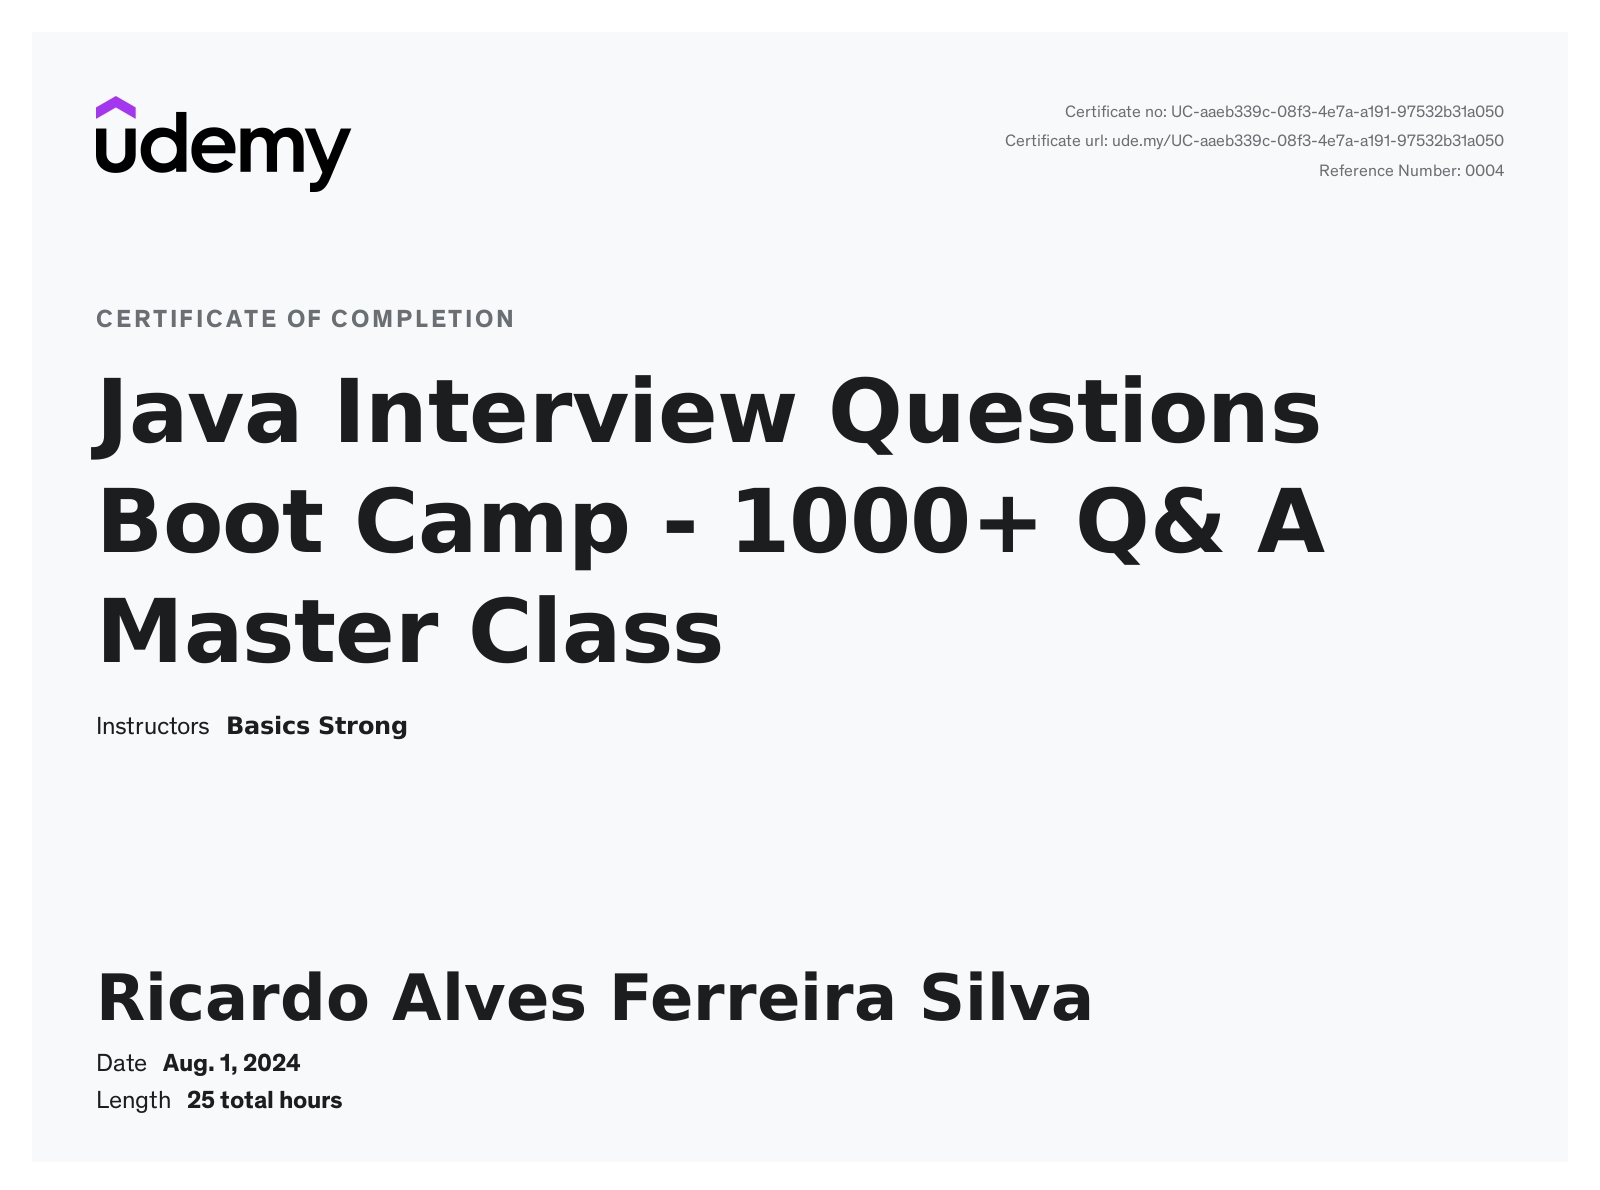 udemy
Certificate no: UC-aaeb339c-08f3-4e7a-a191-97532b31a050
Certificate url: ude.my/UC-aaeb339c-08f3-4e7a-a191-97532b31a050
Reference Number: 0004
CERTIFICATE OF COMPLETION
Java Interview Questions
Boot Camp - 1000+ Q& A
Master Class
Instructors Basics Strong
Ricardo Alves Ferreira Silva
Date Aug. 1, 2024
Length 25 total hours